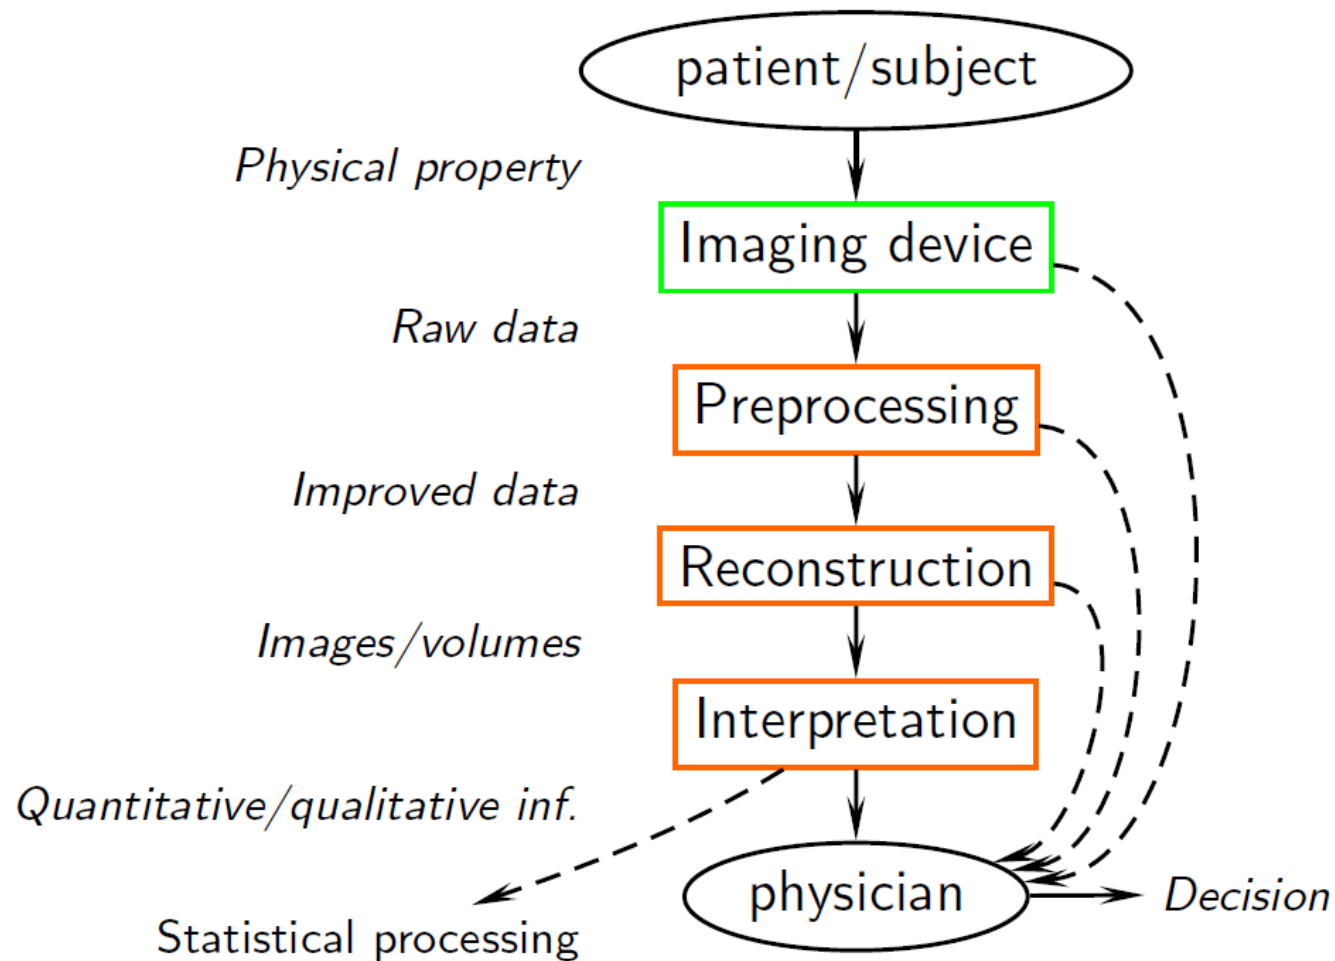 patient/subject
Physical property
Imaging device
Raw data
Preprocessing
Improved data
Reconstruction
Images/volumes
Interpretation
Quantitative/qualitative inf.
physician
Decision
Statistical processing